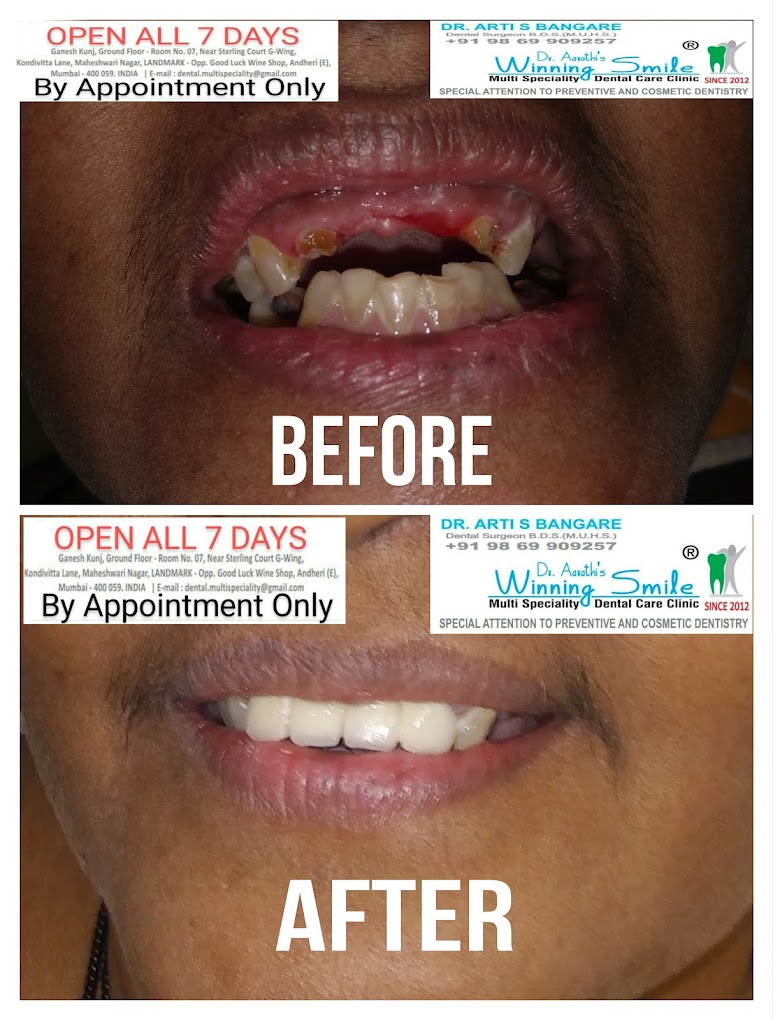 OPEN ALL 7 DAYS
Ganesh Kunj, Ground Floor - Room No. 07, Near Sterling Court G-Wing,
Kondivitta Lane, Maheshwari Nagar, LANDMARK - Opp. Good Luck Wine Shop, Andheri (E),
Mumbai - 400 059. INDIA | E-mail : dental.multispeciality@gmail.com
By Appointment Only
DR. ARTI S BANGARE
Dental Surgeon B.D.S.(M.U.H.S.)
+91 98 69 909257
Dr. Aarathi's ®
Winning Smile
Multi Speciality Dental Care Clinic SINCE 2012
SPECIAL ATTENTION TO PREVENTIVE AND COSMETIC DENTISTRY
BEFORE
OPEN ALL 7 DAYS
Ganesh Kunj, Ground Floor - Room No. 07, Near Sterling Court G-Wing,
Kondivitta Lane, Maheshwari Nagar, LANDMARK - Opp. Good Luck Wine Shop, Andheri (E),
Mumbai - 400 059. INDIA | E-mail : dental.multispeciality@gmail.com
By Appointment Only
DR. ARTI S BANGARE
Dental Surgeon B.D.S.(M.U.H.S.)
+91 98 69 909257
Dr. Aarathi's ®
Winning Smile
Multi Speciality Dental Care Clinic SINCE 2012
SPECIAL ATTENTION TO PREVENTIVE AND COSMETIC DENTISTRY
AFTER